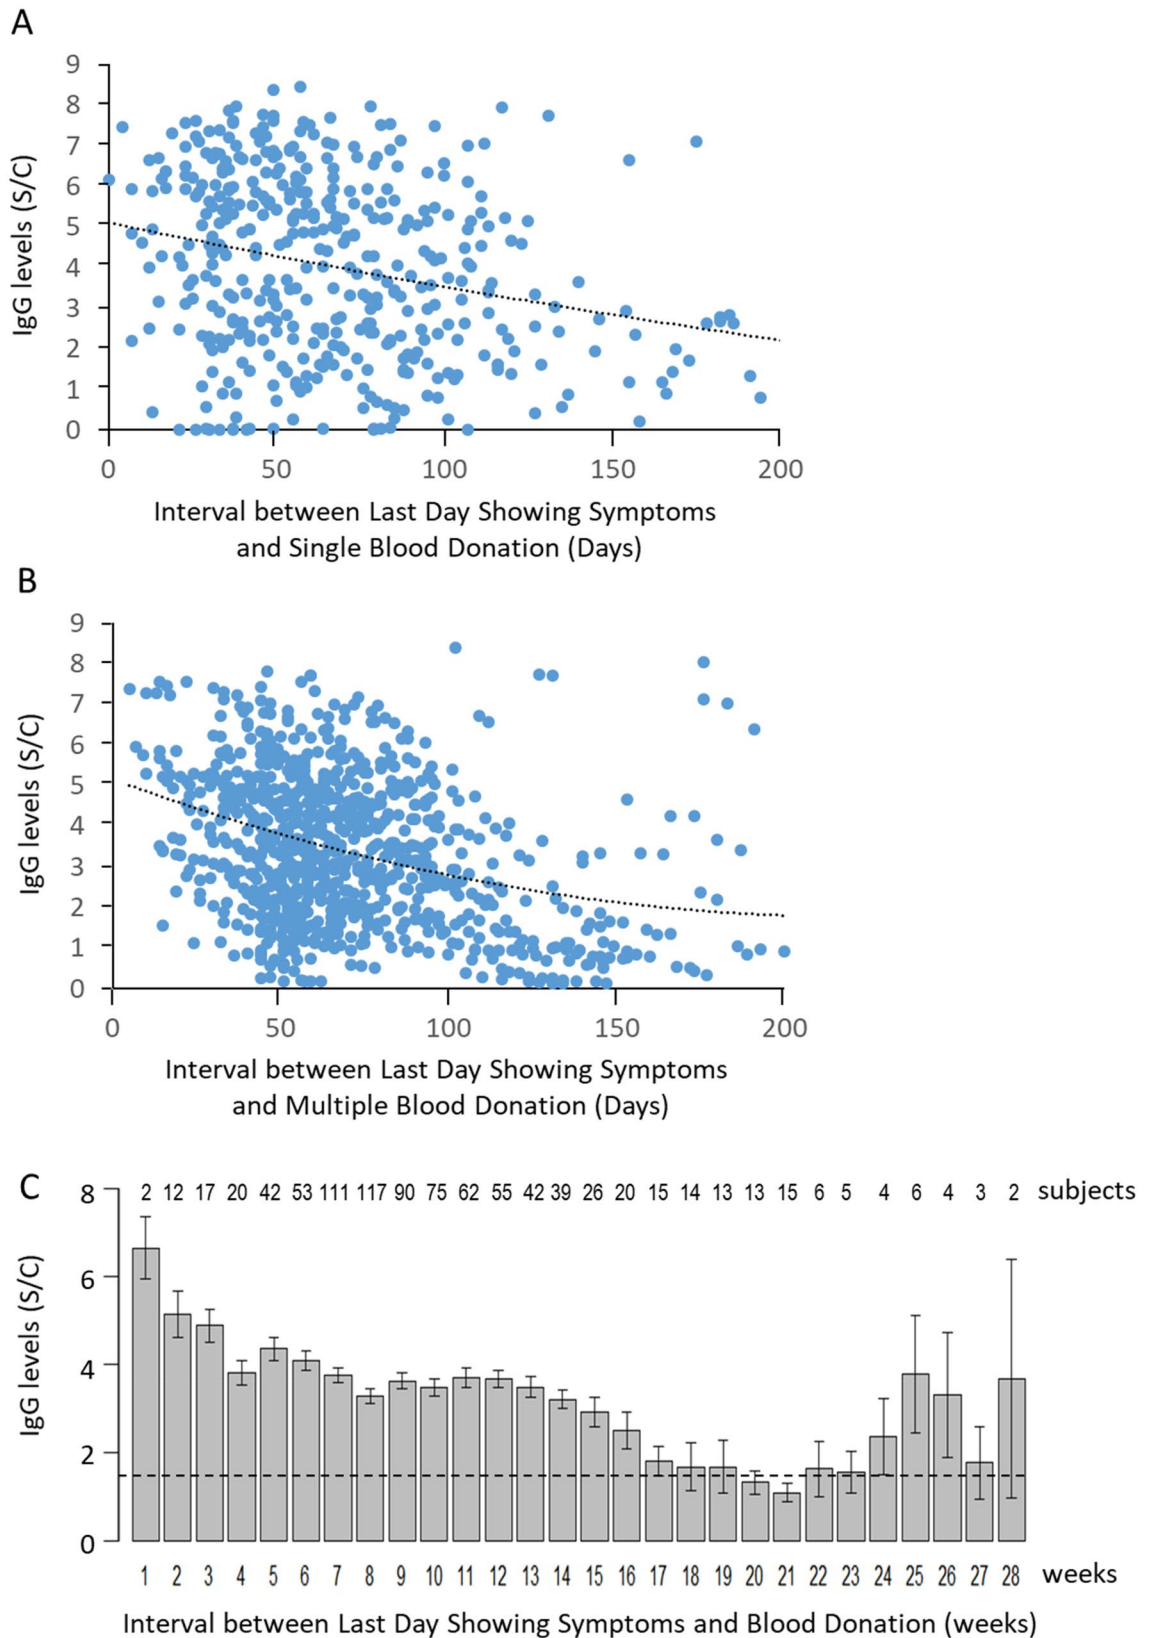 A
9
8
7
6
5
4
3
2
1
0
IgG levels (S/C)
0 50 100 150 200
Interval between Last Day Showing Symptoms
and Single Blood Donation (Days)
B
9
8
7
6
5
4
3
2
1
0
IgG levels (S/C)
0 50 100 150 200
Interval between Last Day Showing Symptoms
and Multiple Blood Donation (Days)
C
8
6
4
2
0
IgG levels (S/C)
2 12 17 20 42 53 111 117 90 75 62 55 42 39 26 20 15 14 13 13 15 6 5 4 6 4 3 2 subjects
1 2 3 4 5 6 7 8 9 10 11 12 13 14 15 16 17 18 19 20 21 22 23 24 25 26 27 28 weeks
Interval between Last Day Showing Symptoms and Blood Donation (weeks)